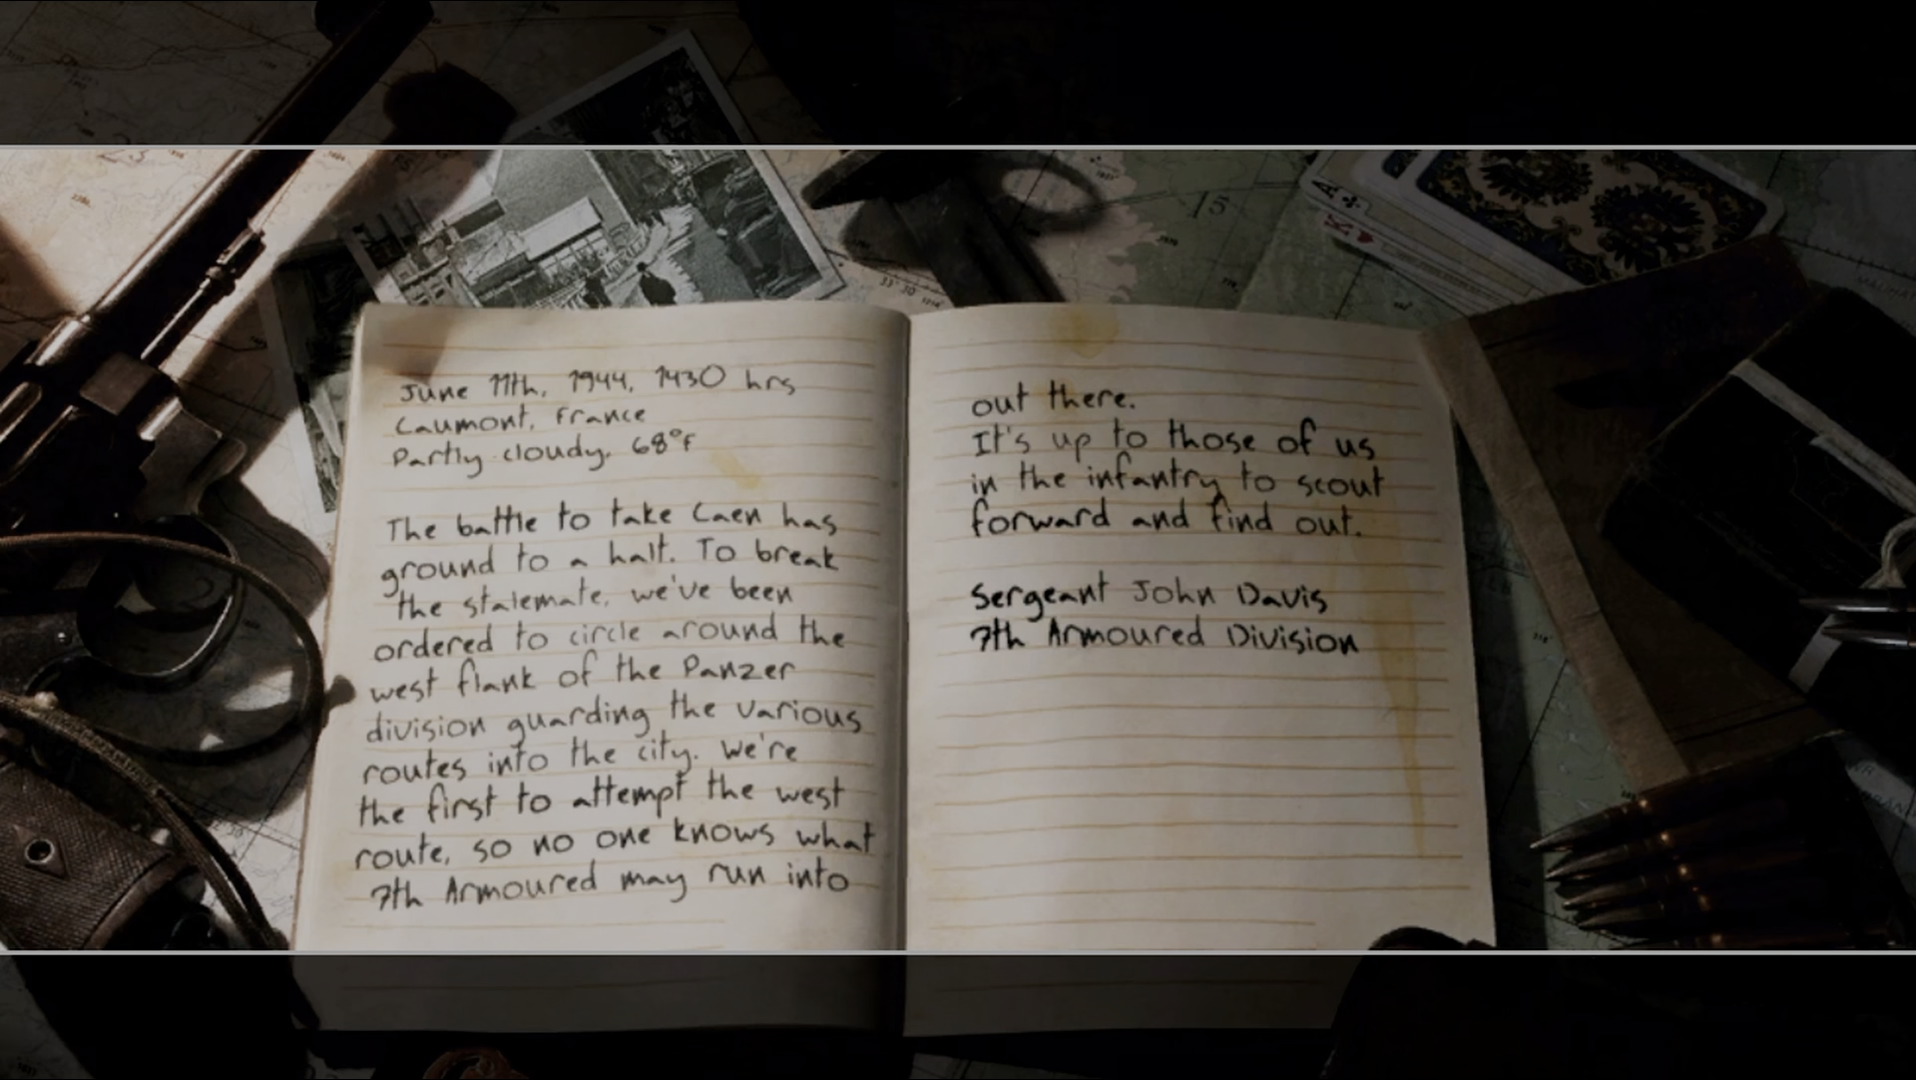 June 11th, 1944, 1430 hrs
Caumont, France
Partly cloudy, 68°F
The battle to take Caen has
ground to a halt. To break
the stalemate, we've been
ordered to circle around the
west flank of the Panzer
division guarding the various
routes into the city. We're
the first to attempt the west
route, so no one knows what
7th Armoured may run into
out there.
It's up to those of us
in the infantry to scout
forward and find out.
Sergeant John Davis
7th Armoured Division
15
33° 30
A
K